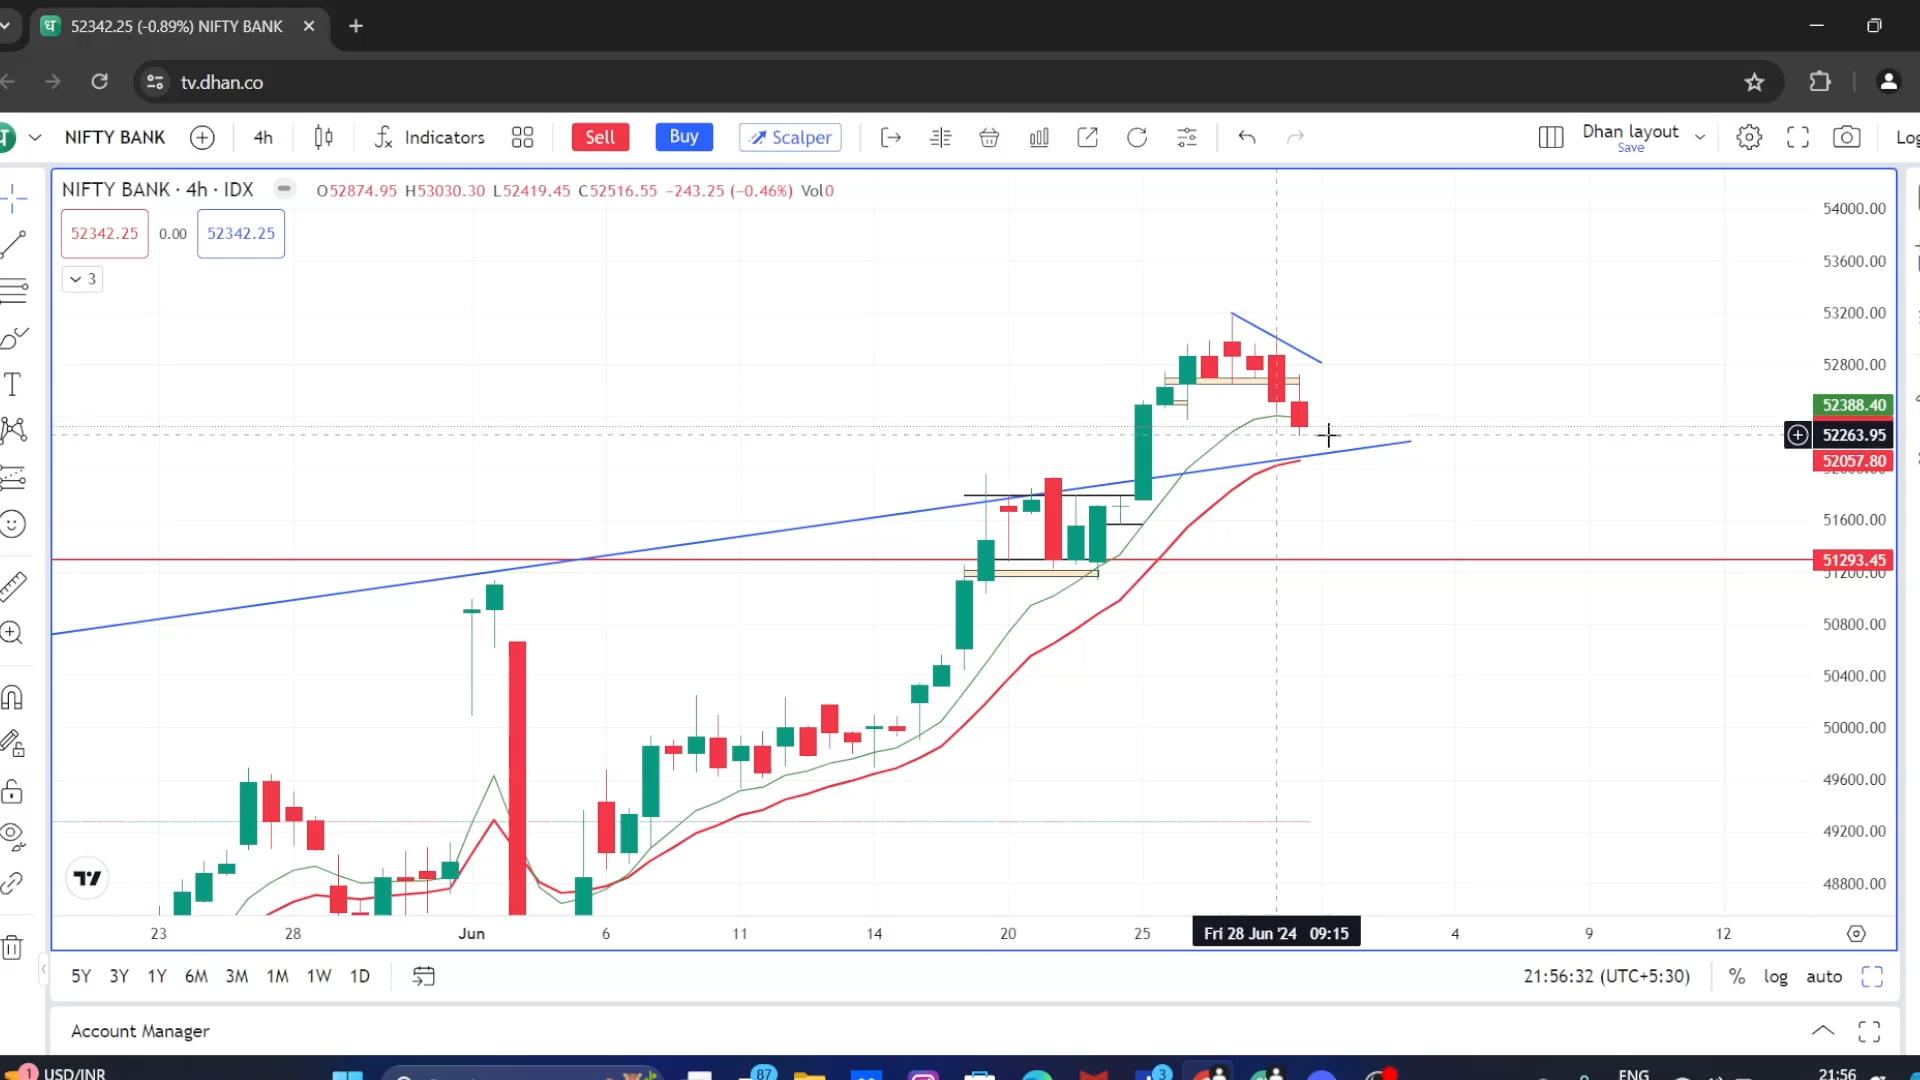 52342.25 (-0.89%) NIFTY BANK
tv.dhan.co
NIFTY BANK
4h
Indicators
Sell
Buy
Scalper
Dhan layout
Save
NIFTY BANK · 4h · IDX
O52874.95 H53030.30 L52419.45 C52516.55 −243.25 (−0.46%) Vol0
52342.25
0.00
52342.25
3
54000.00
53600.00
53200.00
52800.00
52388.40
52263.95
52057.80
51600.00
51293.45
51200.00
50800.00
50400.00
50000.00
49600.00
49200.00
48800.00
23
28
Jun
6
11
14
20
25
Fri 28 Jun '24 09:15
4
9
12
5Y 3Y 1Y 6M 3M 1M 1W 1D
21:56:32 (UTC+5:30)
%
log
auto
Account Manager
1
USD/INR
87
3
ENG
21:56